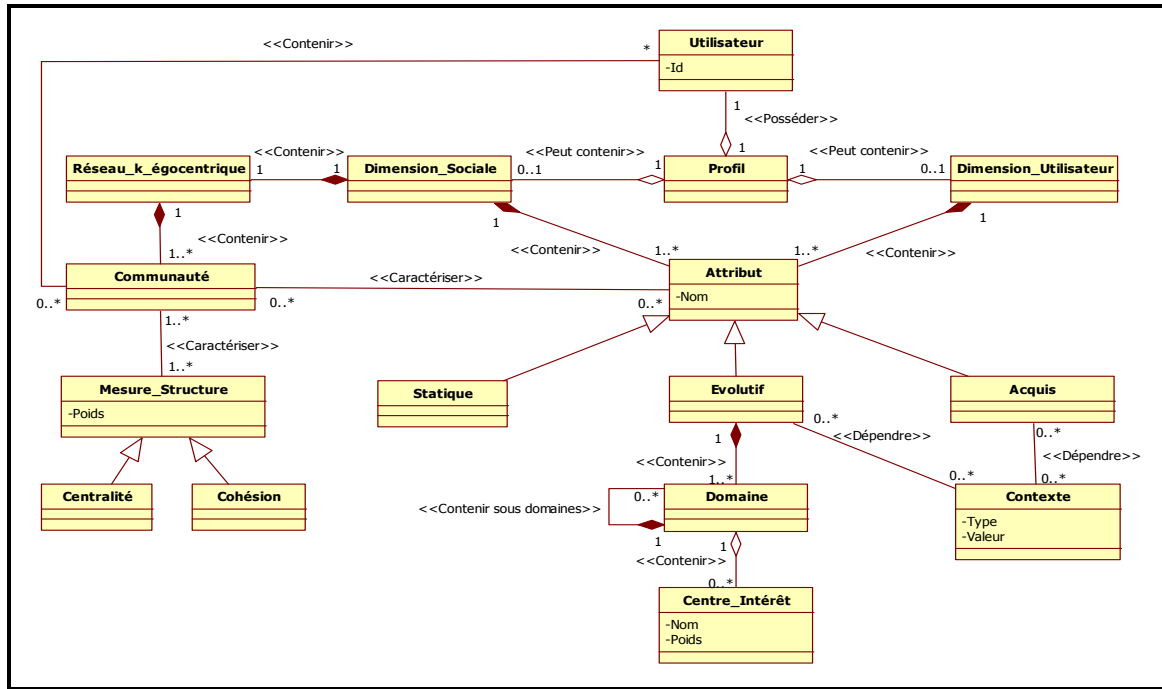 Utilisateur
-Id
<<Contenir>>
*
1
<<Posséder>>
1
Réseau_k_égocentrique
<<Contenir>>
1
1
Dimension_Sociale
<<Peut contenir>>
0..1
1
Profil
<<Peut contenir>>
1
0..1
Dimension_Utilisateur
1
<<Contenir>>
1..*
1
<<Contenir>>
1..*
1
<<Contenir>>
1..*
Communauté
0..*
0..*
<<Caractériser>>
0..*
Attribut
-Nom
1..*
<<Caractériser>>
1..*
Mesure_Structure
-Poids
Centralité
Cohésion
Statique
Evolutif
Acquis
0..*
<<Dépendre>>
0..*
0..*
<<Dépendre>>
0..*
1
<<Contenir>>
1..*
0..*
Domaine
<<Contenir sous domaines>>
1
Contexte
-Type
-Valeur
1
<<Contenir>>
0..*
Centre_Intérêt
-Nom
-Poids